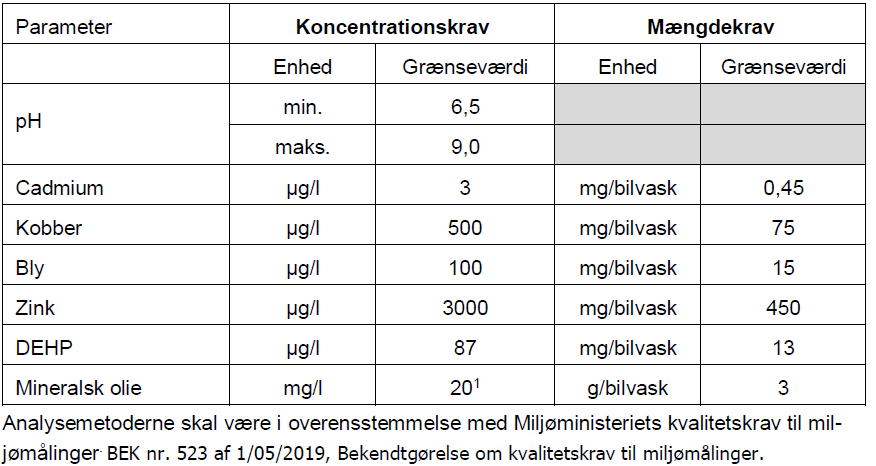 Parameter Koncentrationskrav Mængdekrav
Enhed Grænseværdi Enhed Grænseværdi
pH min. 6,5
maks. 9,0
Cadmium µg/l 3 mg/bilvask 0,45
Kobber µg/l 500 mg/bilvask 75
Bly µg/l 100 mg/bilvask 15
Zink µg/l 3000 mg/bilvask 450
DEHP µg/l 87 mg/bilvask 13
Mineralsk olie mg/l 20¹ g/bilvask 3
Analysemetoderne skal være i overensstemmelse med Miljøministeriets kvalitetskrav til mil-
jømålinger BEK nr. 523 af 1/05/2019, Bekendtgørelse om kvalitetskrav til miljømålinger.